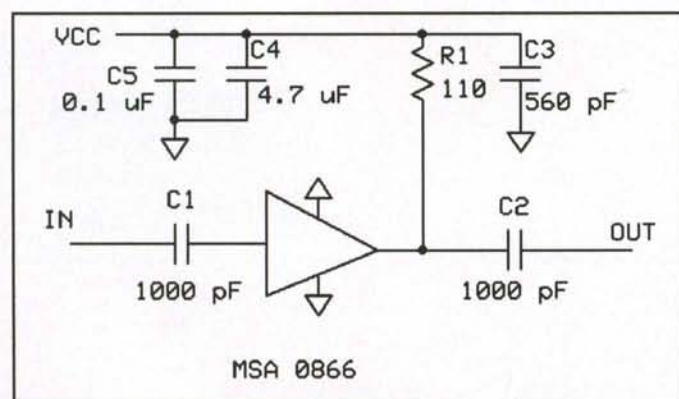 VCC
C5
0.1 uF
C4
4.7 uF
R1
110
C3
560 pF
IN
C1
1000 pF
C2
1000 pF
OUT
MSA 0866